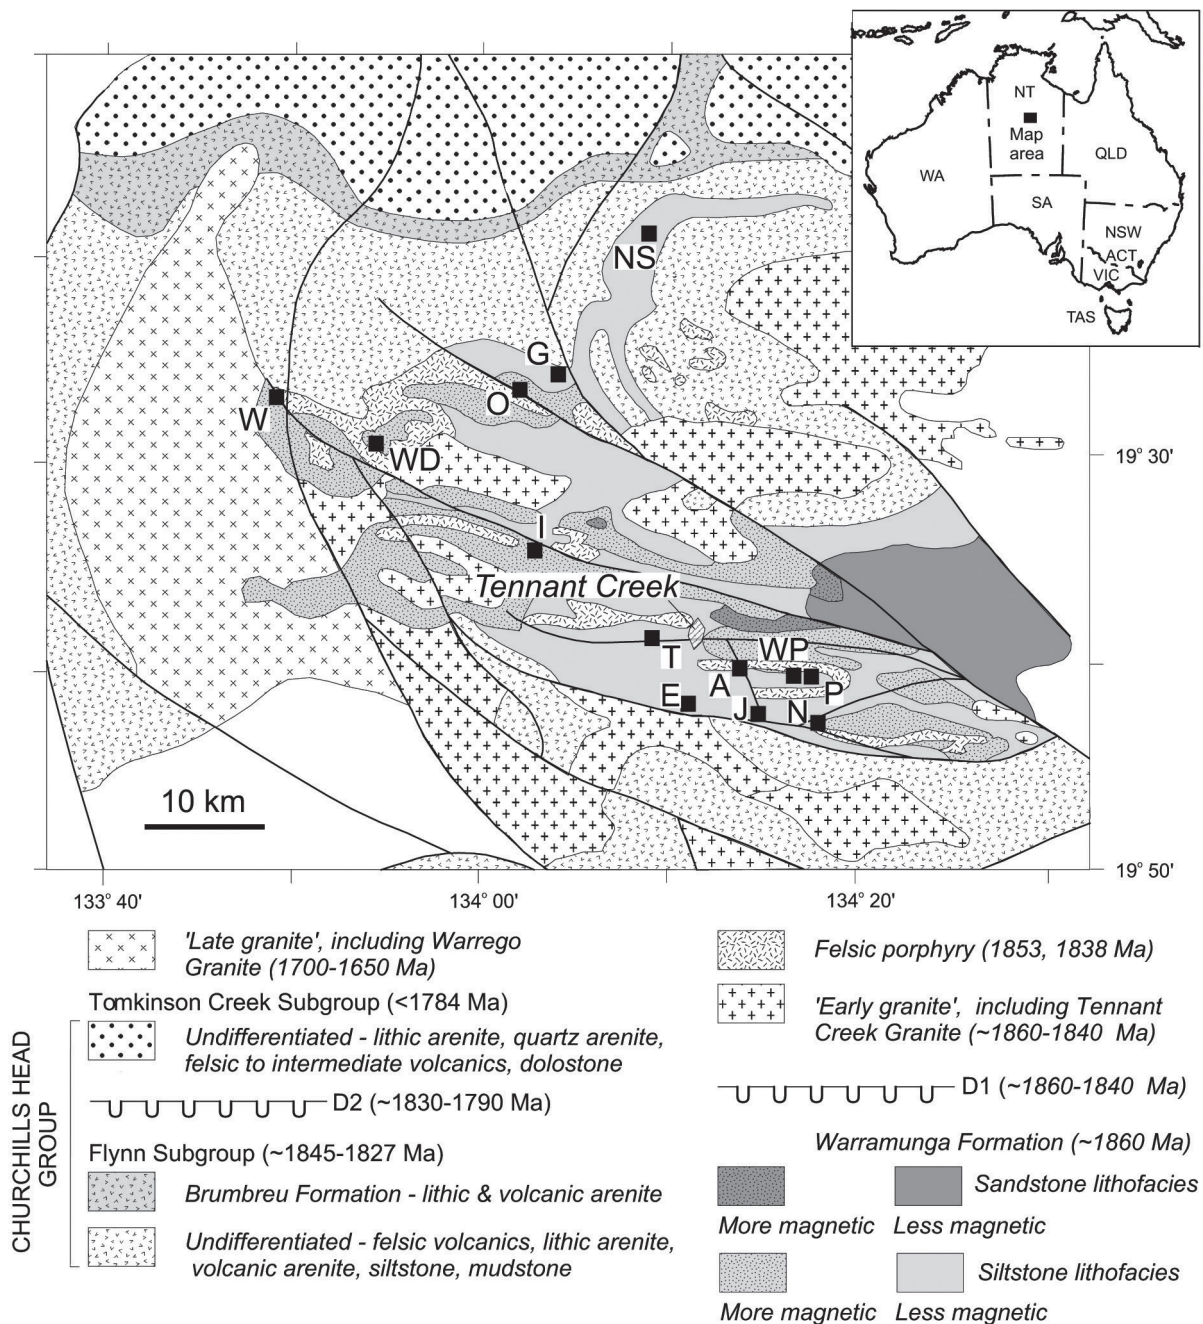 NT
Map
area
WA
QLD
SA
NSW
ACT
VIC
TAS
NS
G
O
W
WD
I
Tennant Creek
T
WP
A
P
E
J
N
10 km
19° 30'
19° 50'
133° 40'
134° 00'
134° 20'
'Late granite', including Warrego
Granite (1700-1650 Ma)
Tomkinson Creek Subgroup (<1784 Ma)
Undifferentiated - lithic arenite, quartz arenite,
felsic to intermediate volcanics, dolostone
D2 (~1830-1790 Ma)
Flynn Subgroup (~1845-1827 Ma)
Brumbreu Formation - lithic & volcanic arenite
Undifferentiated - felsic volcanics, lithic arenite,
volcanic arenite, siltstone, mudstone
CHURCHILLS HEAD
GROUP
Felsic porphyry (1853, 1838 Ma)
'Early granite', including Tennant
Creek Granite (~1860-1840 Ma)
D1 (~1860-1840 Ma)
Warramunga Formation (~1860 Ma)
Sandstone lithofacies
More magnetic Less magnetic
Siltstone lithofacies
More magnetic Less magnetic